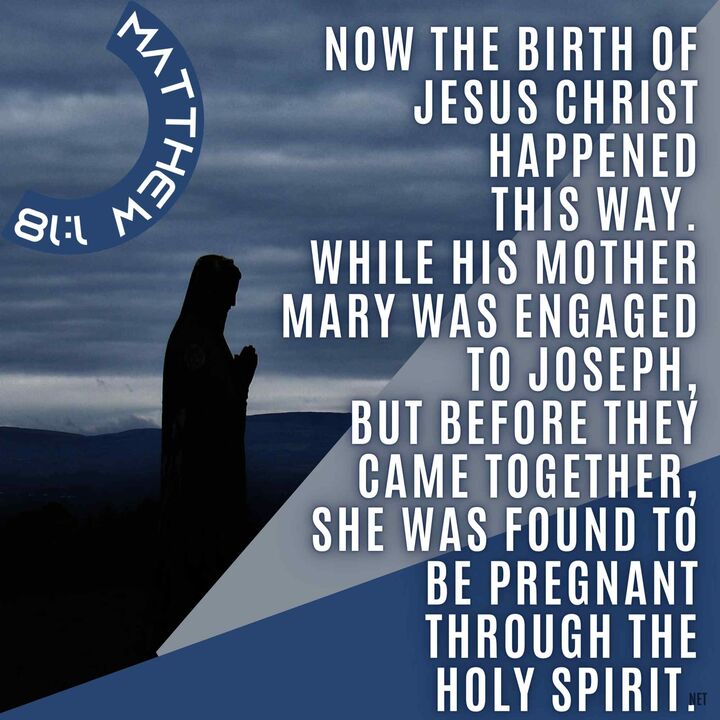 MATTHEW 1:18
NOW THE BIRTH OF
JESUS CHRIST
HAPPENED
THIS WAY.
WHILE HIS MOTHER
MARY WAS ENGAGED
TO JOSEPH,
BUT BEFORE THEY
CAME TOGETHER,
SHE WAS FOUND TO
BE PREGNANT
THROUGH THE
HOLY SPIRIT.
NET